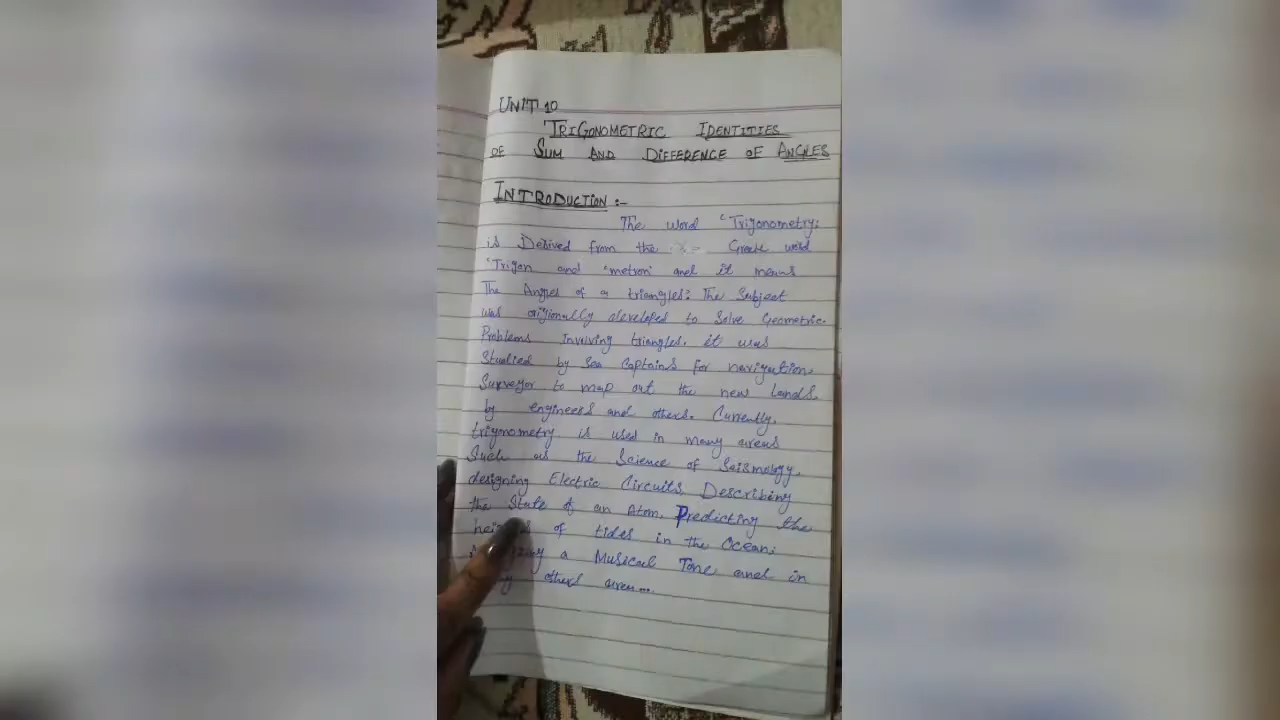 UNIT 10
TRIGONOMETRIC IDENTITIES
OF SUM AND DIFFERENCE OF ANGLES
INTRODUCTION :-
The word "Trigonometry;
is Derived from the Greek word
'Trigon and 'metron' and it means
The Angles of a triangles: The Subject
was origionally developed to Solve Geometric.
Problems Involving triangles. it was
Studied by Sea Captains for navigation,
Surveyor to map out the new Lands,
by engineers and others. Currently,
trigonometry is used in many areas
Such as the Science of Seismology,
designing Electric Circuits, Describing
the State of an Atom, Predicting the
of tides in the Ocean;
a Musical Tone and in
others area...